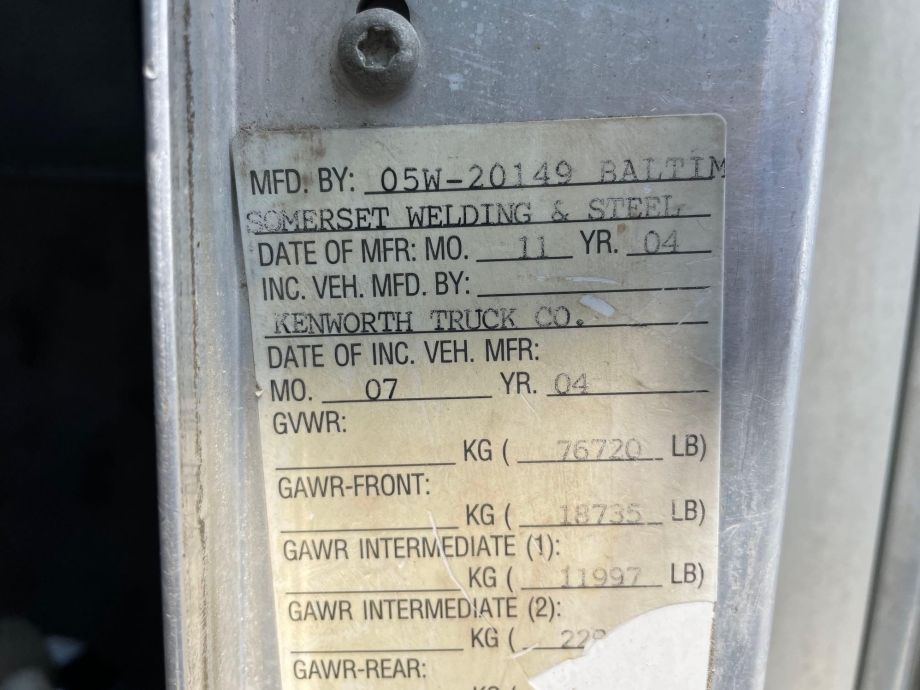 MFD. BY: 05W-20149 BALTIM
SOMERSET WELDING & STEEL
DATE OF MFR: MO. 11 YR. 04
INC. VEH. MFD. BY:
KENWORTH TRUCK CO.
DATE OF INC. VEH. MFR:
MO. 07 YR. 04
GVWR:
KG ( 76720 LB)
GAWR-FRONT:
KG ( 18735 LB)
GAWR INTERMEDIATE (1):
KG ( 11997 LB)
GAWR INTERMEDIATE (2):
KG (
GAWR-REAR: